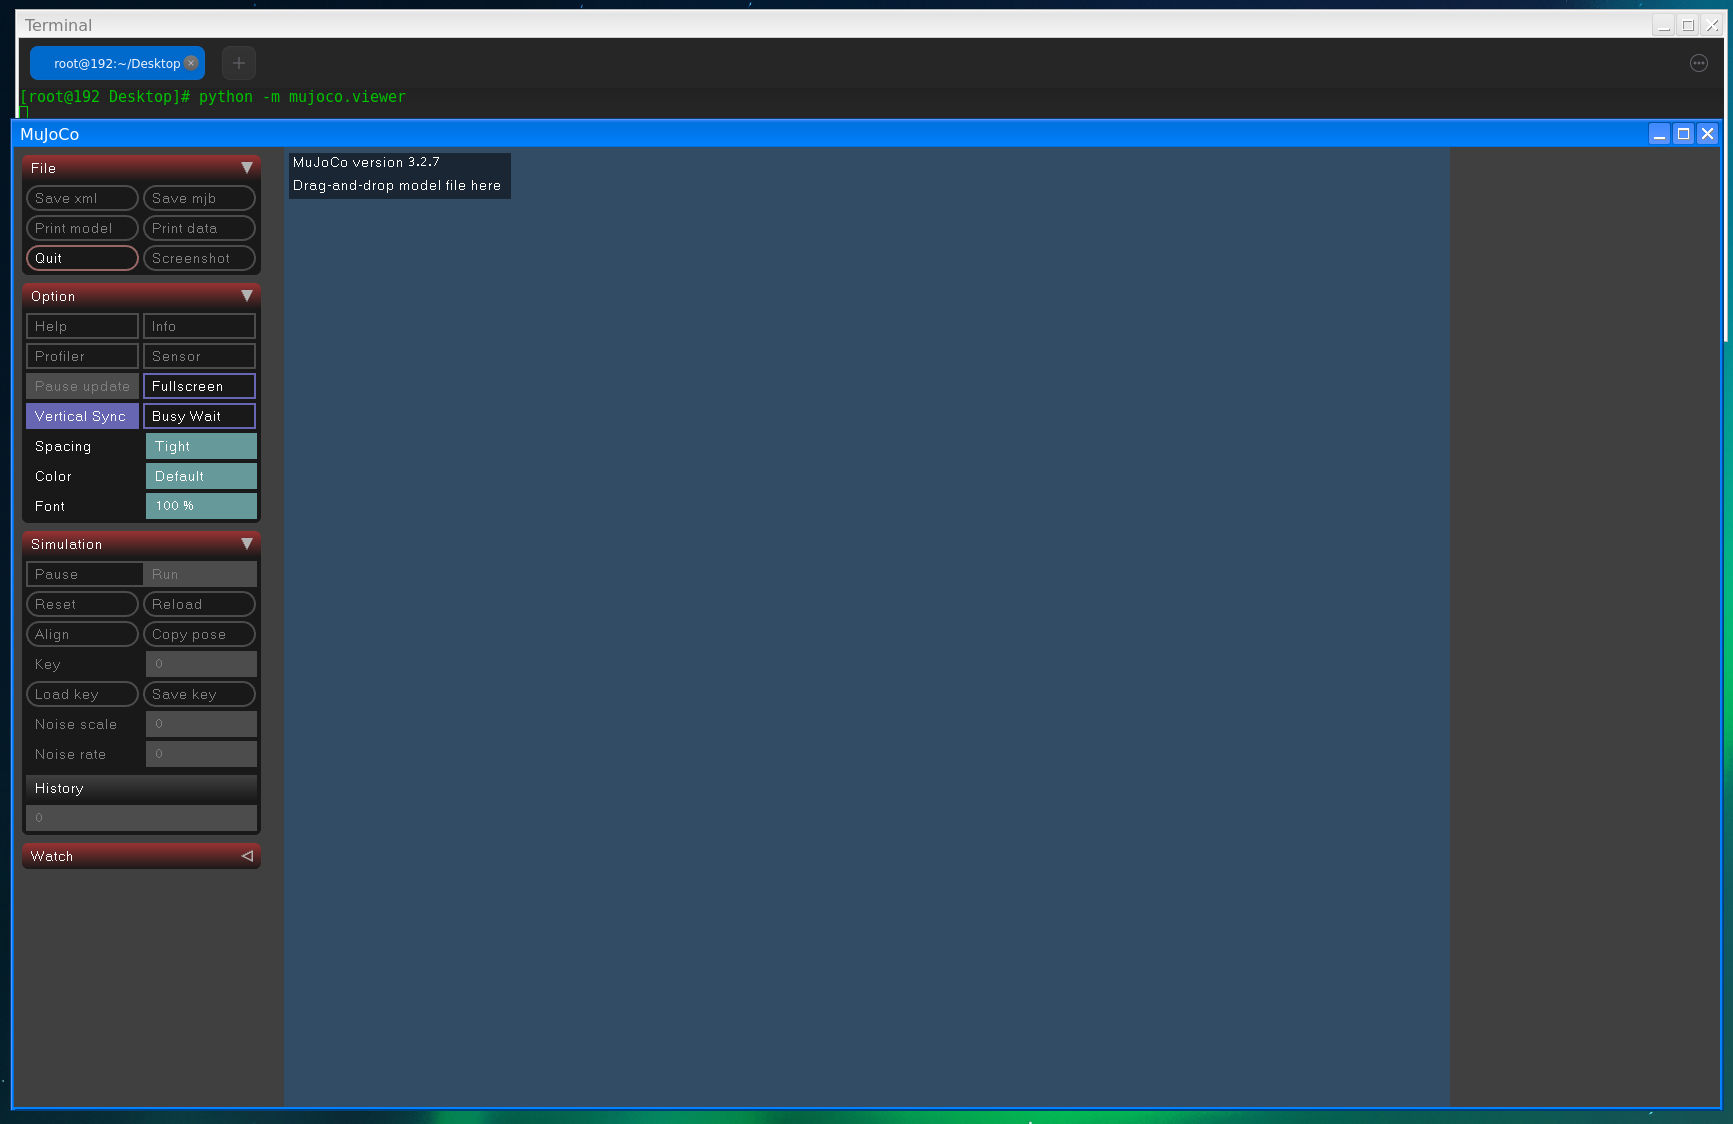 Terminal
root@192:~/Desktop
[root@192 Desktop]# python -m mujoco.viewer
MuJoCo
File
Save xml Save mjb
Print model Print data
Quit Screenshot
Option
Help Info
Profiler Sensor
Pause update Fullscreen
Vertical Sync Busy Wait
Spacing Tight
Color Default
Font 100 %
Simulation
Pause Run
Reset Reload
Align Copy pose
Key 0
Load key Save key
Noise scale 0
Noise rate 0
History
0
Watch
MuJoCo version 3.2.7
Drag-and-drop model file here